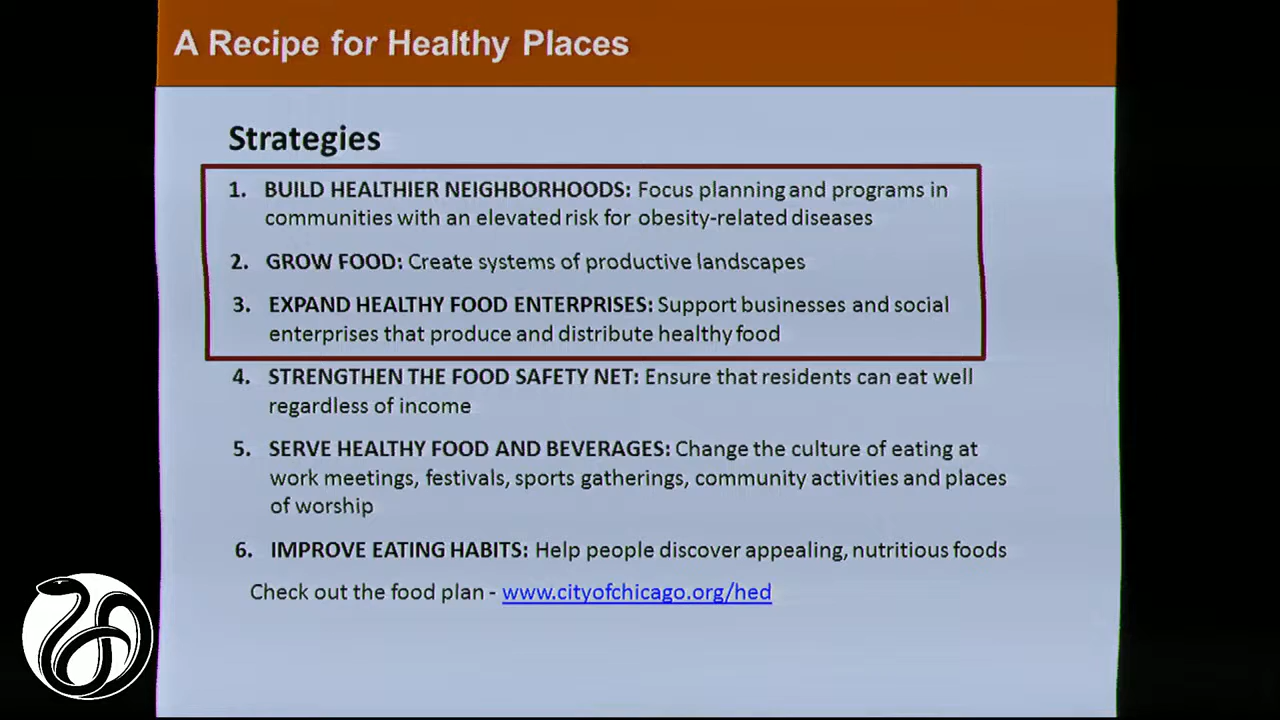 A Recipe for Healthy Places
Strategies
1. BUILD HEALTHIER NEIGHBORHOODS: Focus planning and programs in
communities with an elevated risk for obesity-related diseases
2. GROW FOOD: Create systems of productive landscapes
3. EXPAND HEALTHY FOOD ENTERPRISES: Support businesses and social
enterprises that produce and distribute healthy food
4. STRENGTHEN THE FOOD SAFETY NET: Ensure that residents can eat well
regardless of income
5. SERVE HEALTHY FOOD AND BEVERAGES: Change the culture of eating at
work meetings, festivals, sports gatherings, community activities and places
of worship
6. IMPROVE EATING HABITS: Help people discover appealing, nutritious foods
Check out the food plan - www.cityofchicago.org/hed